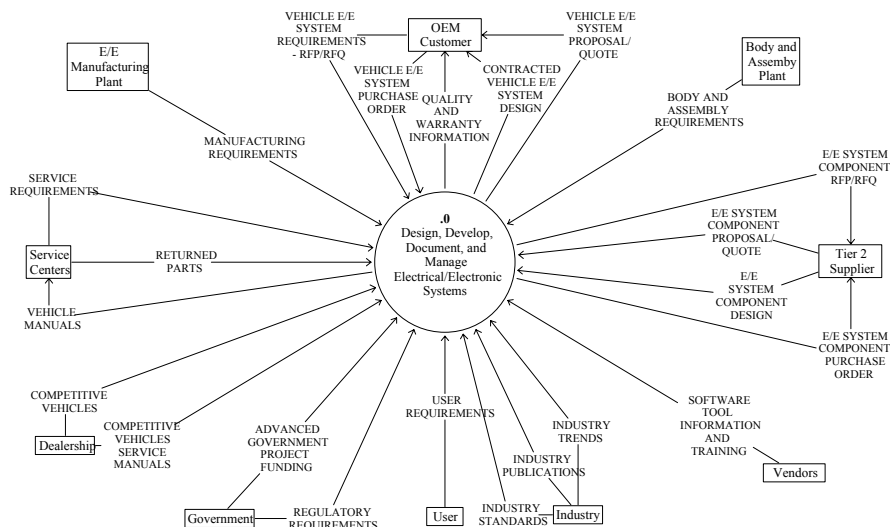 VEHICLE E/E
SYSTEM
REQUIREMENTS
- RFP/RFQ
OEM
Customer
VEHICLE E/E
SYSTEM
PROPOSAL/
QUOTE
E/E
Manufacturing
Plant
Body and
Assemby
Plant
VEHICLE E/E
SYSTEM
PURCHASE
ORDER
QUALITY
AND
WARRANTY
INFORMATION
CONTRACTED
VEHICLE E/E
SYSTEM
DESIGN
BODY AND
ASSEMBLY
REQUIREMENTS
MANUFACTURING
REQUIREMENTS
E/E SYSTEM
COMPONENT
RFP/RFQ
SERVICE
REQUIREMENTS
.0
Design, Develop,
Document, and
Manage
Electrical/Electronic
Systems
E/E SYSTEM
COMPONENT
PROPOSAL/
QUOTE
Service
Centers
RETURNED
PARTS
Tier 2
Supplier
E/E
SYSTEM
COMPONENT
DESIGN
VEHICLE
MANUALS
E/E SYSTEM
COMPONENT
PURCHASE
ORDER
COMPETITIVE
VEHICLES
COMPETITIVE
VEHICLES
SERVICE
MANUALS
Dealership
ADVANCED
GOVERNMENT
PROJECT
FUNDING
USER
REQUIREMENTS
INDUSTRY
TRENDS
SOFTWARE
TOOL
INFORMATION
AND
TRAINING
INDUSTRY
PUBLICATIONS
Vendors
Government
REGULATORY
REQUIREMENTS
User
INDUSTRY
STANDARDS
Industry